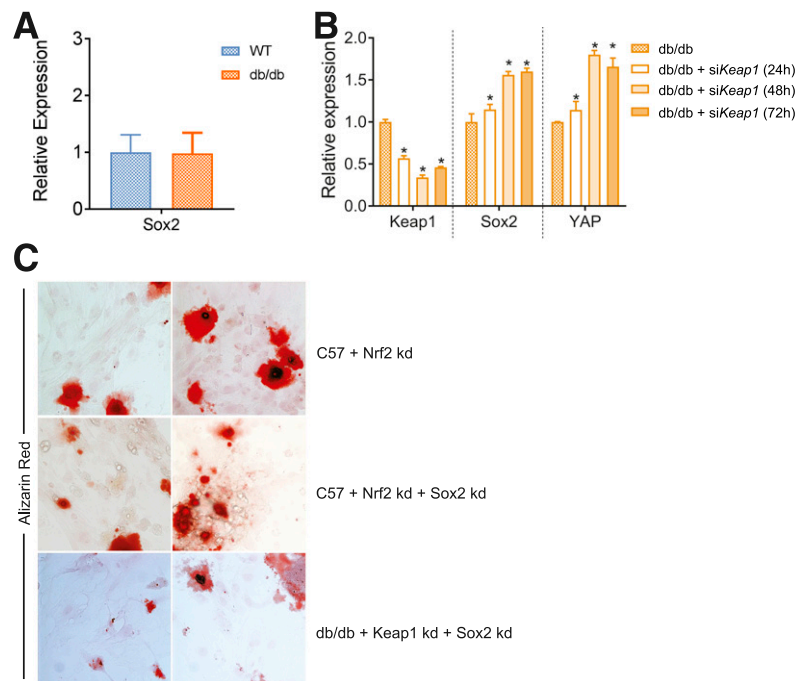 A
Relative Expression
3
2
1
0
Sox2
WT
db/db
B
Relative expression
2.0
1.5
1.0
0.5
0.0
* * * * * * * * *
Keap1 Sox2 YAP
db/db
db/db + siKeap1 (24h)
db/db + siKeap1 (48h)
db/db + siKeap1 (72h)
C
Alizarin Red
C57 + Nrf2 kd
C57 + Nrf2 kd + Sox2 kd
db/db + Keap1 kd + Sox2 kd